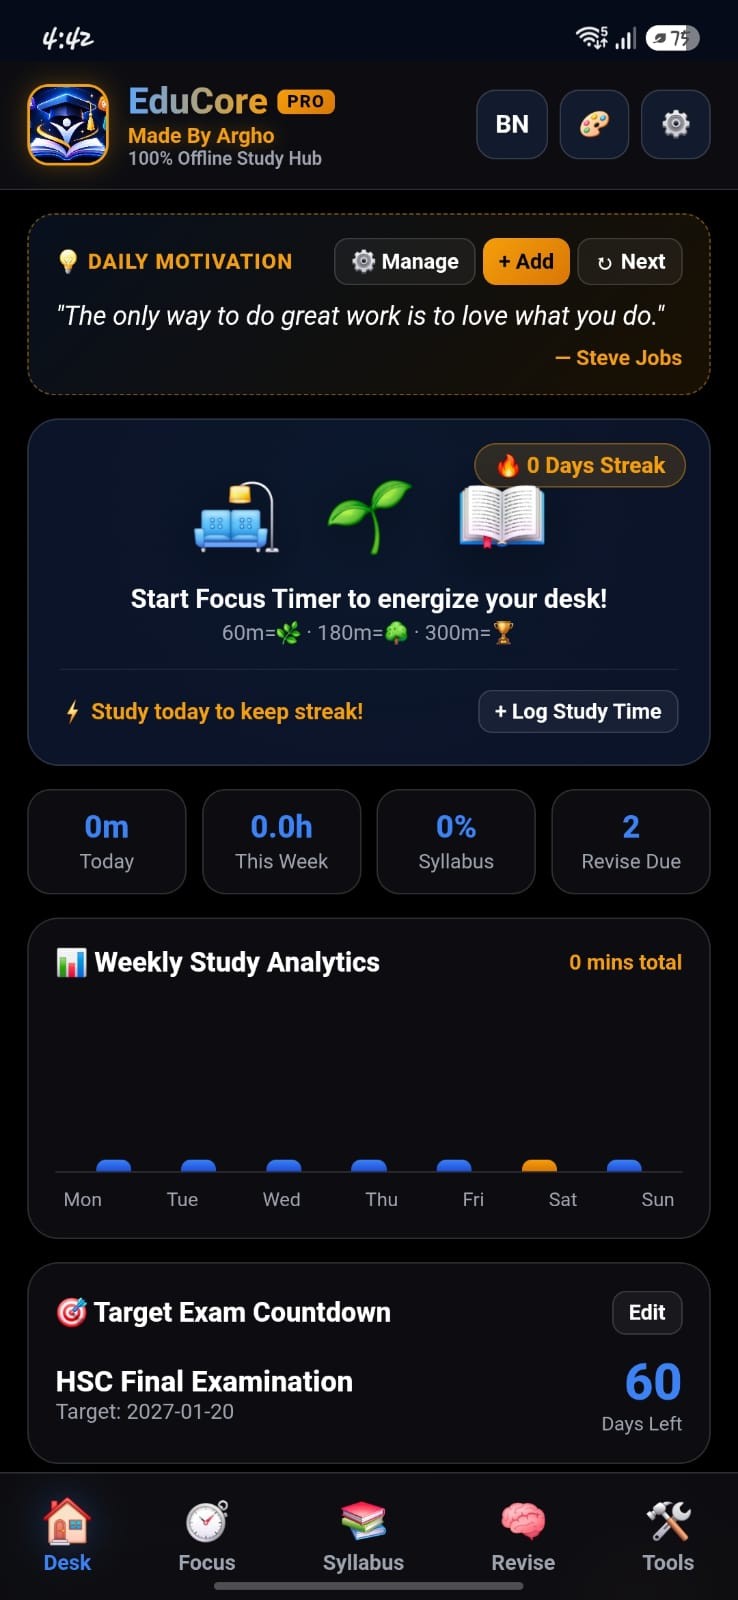 4:42
75
EduCore PRO
Made By Argho
100% Offline Study Hub
BN
DAILY MOTIVATION
Manage
+ Add
↻ Next
"The only way to do great work is to love what you do."
— Steve Jobs
0 Days Streak
Start Focus Timer to energize your desk!
60m=🌿 · 180m=🌳 · 300m=🏆
Study today to keep streak!
+ Log Study Time
0m
Today
0.0h
This Week
0%
Syllabus
2
Revise Due
Weekly Study Analytics
0 mins total
Mon Tue Wed Thu Fri Sat Sun
Target Exam Countdown
Edit
HSC Final Examination
Target: 2027-01-20
60
Days Left
Desk
Focus
Syllabus
Revise
Tools